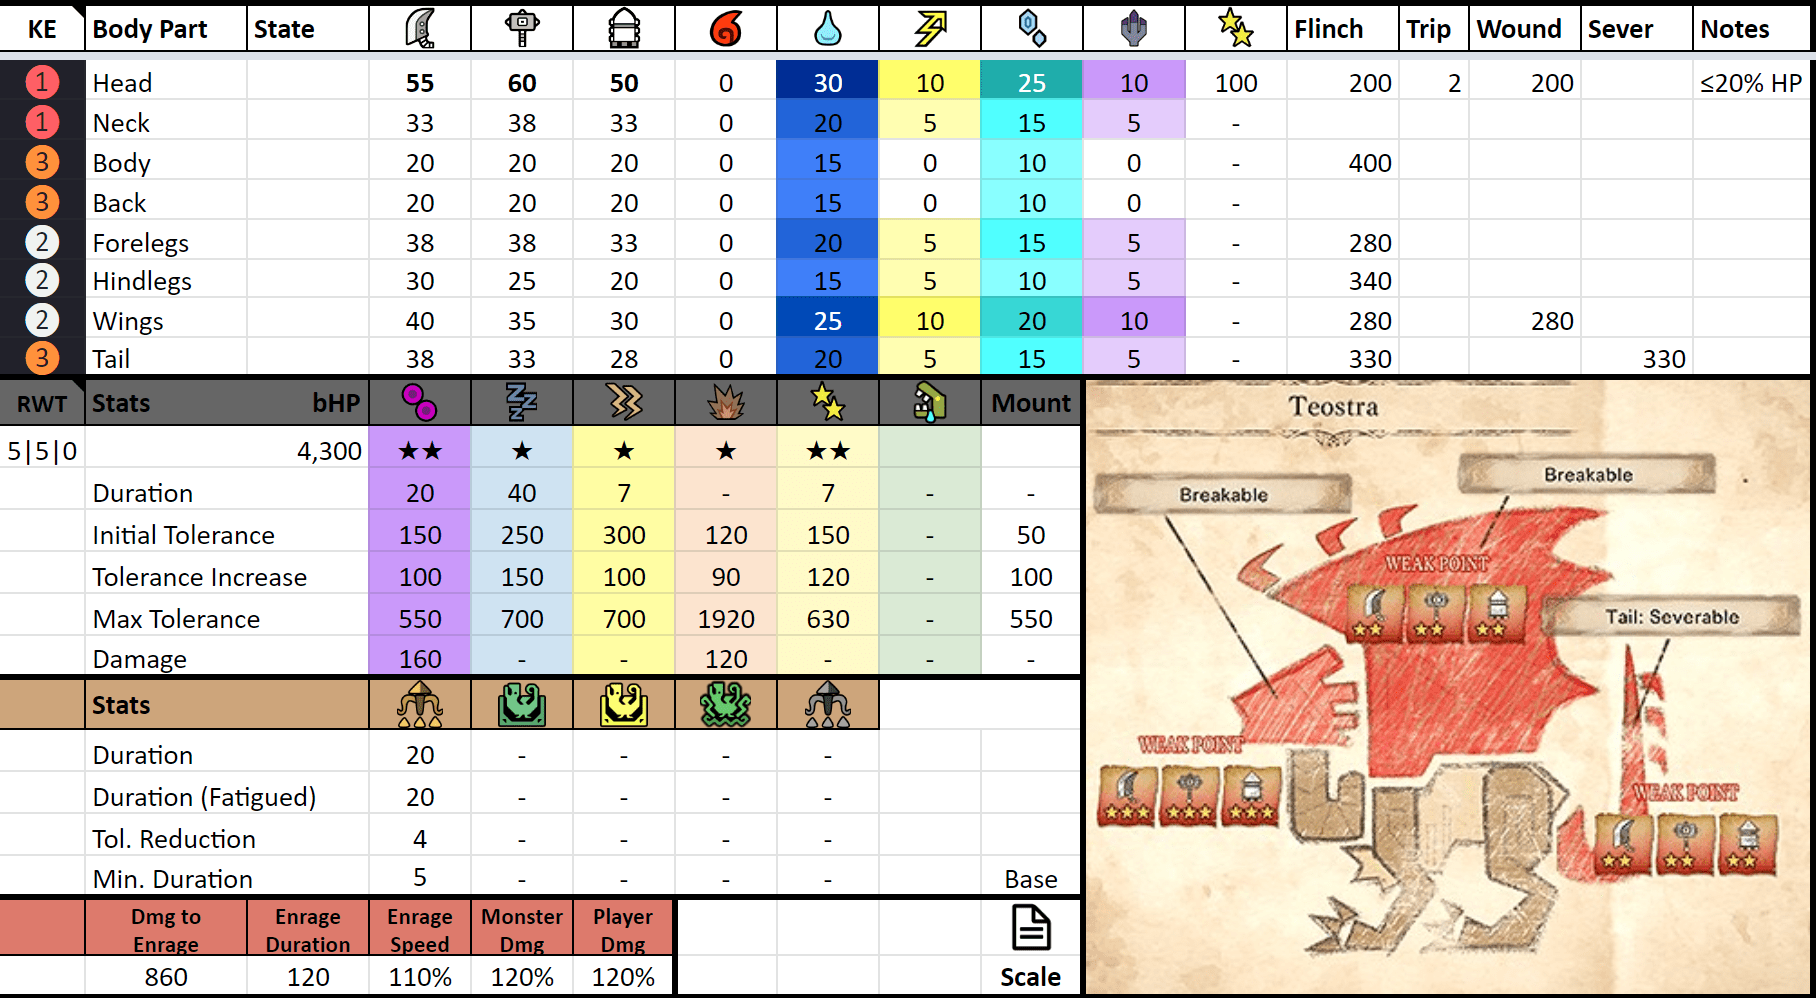 KE Body Part State Flinch Trip Wound Sever Notes
1 Head 55 60 50 0 30 10 25 10 100 200 2 200 ≤20% HP
1 Neck 33 38 33 0 20 5 15 5 -
3 Body 20 20 20 0 15 0 10 0 - 400
3 Back 20 20 20 0 15 0 10 0 -
2 Forelegs 38 38 33 0 20 5 15 5 - 280
2 Hindlegs 30 25 20 0 15 5 10 5 - 340
2 Wings 40 35 30 0 25 10 20 10 - 280 280
3 Tail 38 33 28 0 20 5 15 5 - 330 330
RWT Stats bHP Mount
5|5|0 4,300 ★★ ★ ★ ★ ★★
Duration 20 40 7 - 7 - -
Initial Tolerance 150 250 300 120 150 - 50
Tolerance Increase 100 150 100 90 120 - 100
Max Tolerance 550 700 700 1920 630 - 550
Damage 160 - - 120 - - -
Stats
Duration 20 - - - -
Duration (Fatigued) 20 - - - -
Tol. Reduction 4 - - - -
Min. Duration 5 - - - - Base
Dmg to Enrage Enrage Monster Player
Enrage Duration Speed Dmg Dmg
860 120 110% 120% 120% Scale
Teostra
Breakable
Breakable
WEAK POINT
Tail: Severable
WEAK POINT
WEAK POINT